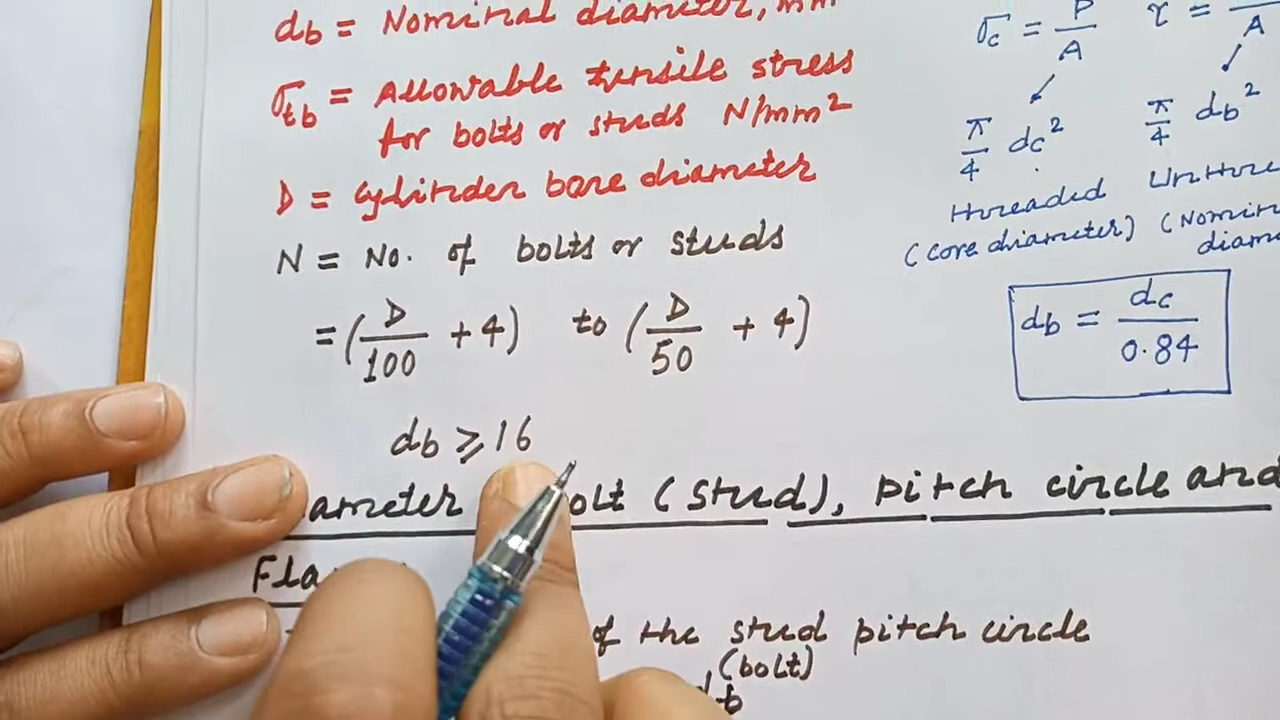 db = Nominal diameter, mm
σtb = Allowable tensile stress
for bolts or studs N/mm²
D = Cylinder bore diameter
N = No. of bolts or studs
= (D/100 + 4) to (D/50 + 4)
db ≥ 16
σc = P/A
τ = /A
π/4 dc²
π/4 db²
threaded
(core diameter)
db = dc/0.84
bolt (stud), pitch circle and
of the stud pitch circle
(bolt)